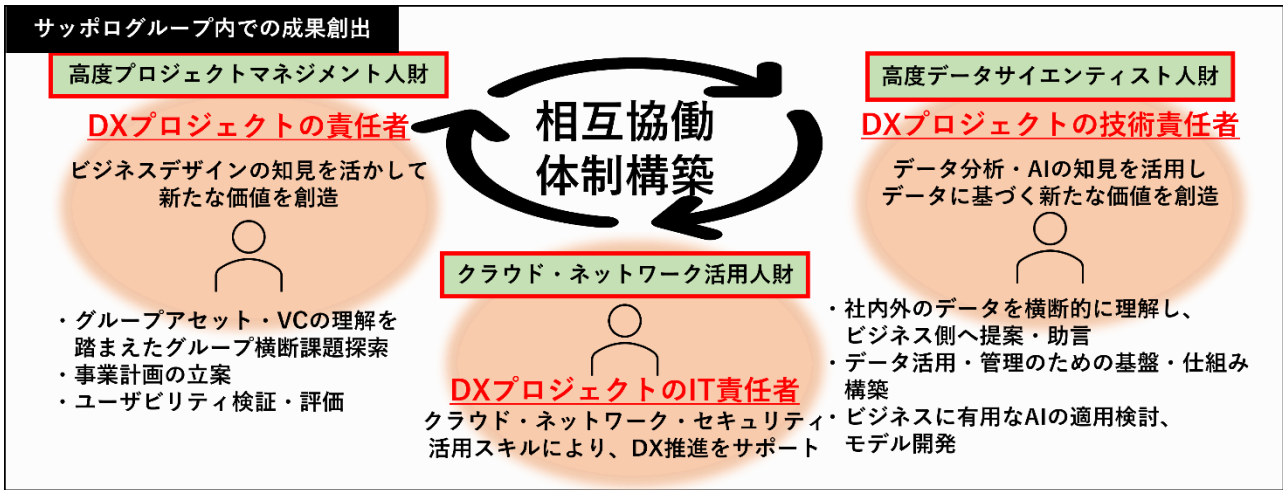 サッポログループ内での成果創出
高度プロジェクトマネジメント人財
DXプロジェクトの責任者
ビジネスデザインの知見を活かして
新たな価値を創造
・グループアセット・VCの理解を
踏まえたグループ横断課題探索
・事業計画の立案
・ユーザビリティ検証・評価
相互協働
体制構築
クラウド・ネットワーク活用人財
DXプロジェクトのIT責任者
クラウド・ネットワーク・セキュリティ
活用スキルにより、DX推進をサポート
高度データサイエンティスト人財
DXプロジェクトの技術責任者
データ分析・AIの知見を活用し
データに基づく新たな価値を創造
・社内外のデータを横断的に理解し、
ビジネス側へ提案・助言
・データ活用・管理のための基盤・仕組み
構築
・ビジネスに有用なAIの適用検討、
モデル開発